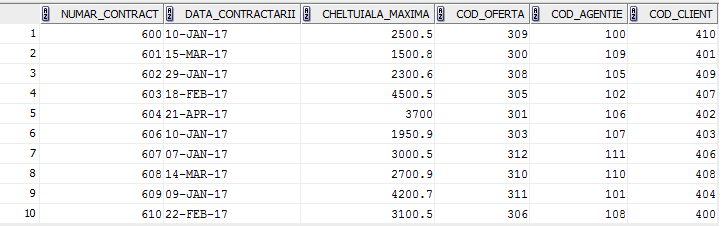 NUMAR_CONTRACT DATA_CONTRACTARII CHELTUIALA_MAXIMA COD_OFERTA COD_AGENTIE COD_CLIENT
1 600 10-JAN-17 2500.5 309 100 410
2 601 15-MAR-17 1500.8 300 109 401
3 602 29-JAN-17 2300.6 308 105 409
4 603 18-FEB-17 4500.5 305 102 407
5 604 21-APR-17 3700 301 106 402
6 606 10-JAN-17 1950.9 303 107 403
7 607 07-JAN-17 3000.5 312 111 406
8 608 14-MAR-17 2700.9 310 110 408
9 609 09-JAN-17 4200.7 311 101 404
10 610 22-FEB-17 3100.5 306 108 400